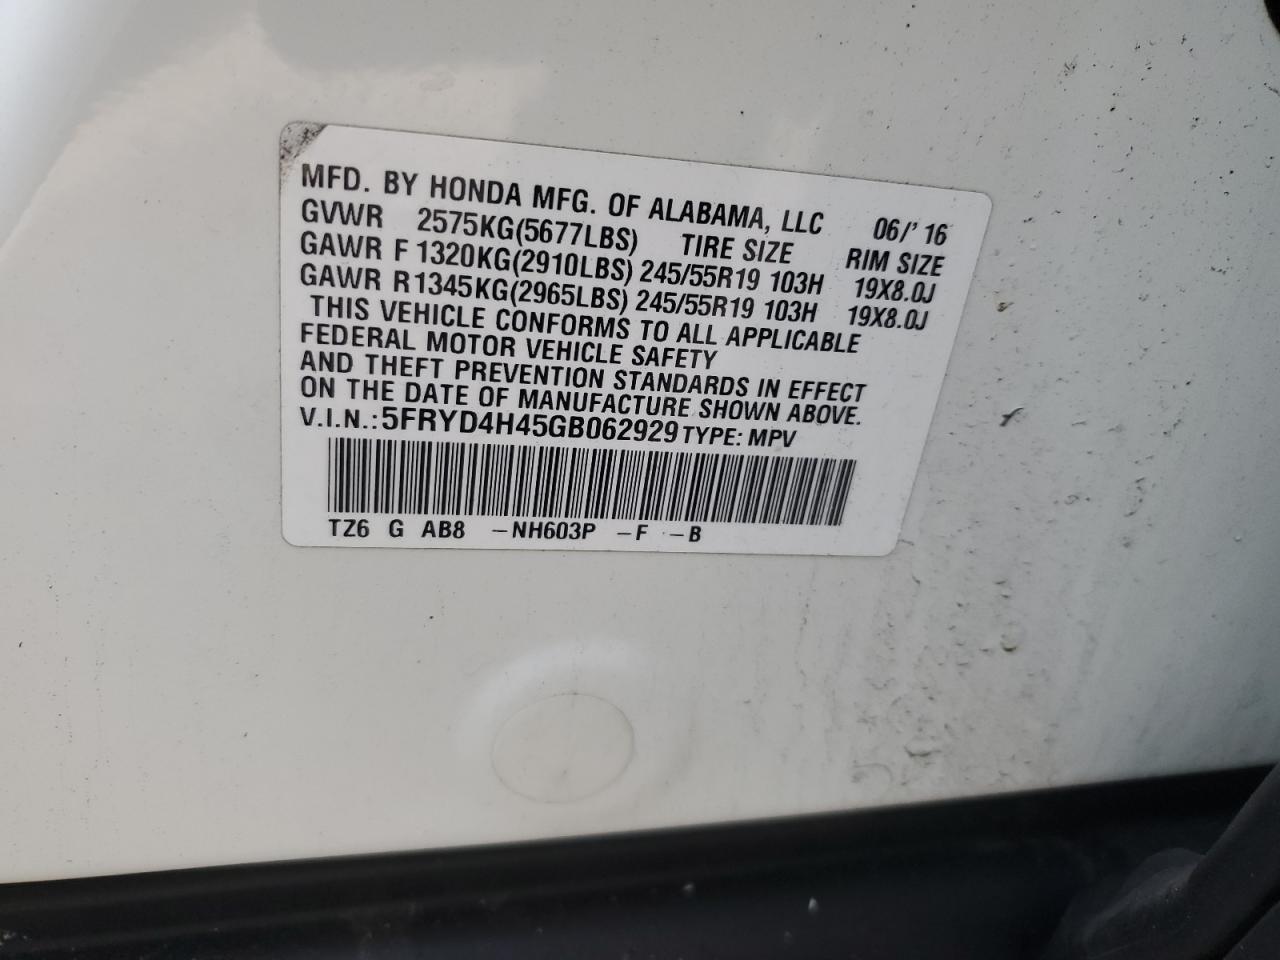 MFD. BY HONDA MFG. OF ALABAMA, LLC 06/'16
GVWR 2575KG(5677LBS) TIRE SIZE RIM SIZE
GAWR F 1320KG(2910LBS) 245/55R19 103H 19X8.0J
GAWR R 1345KG(2965LBS) 245/55R19 103H 19X8.0J
THIS VEHICLE CONFORMS TO ALL APPLICABLE
FEDERAL MOTOR VEHICLE SAFETY
AND THEFT PREVENTION STANDARDS IN EFFECT
ON THE DATE OF MANUFACTURE SHOWN ABOVE.
V.I.N.: 5FRYD4H45GB062929 TYPE: MPV
TZ6 G AB8 -NH603P -F -B